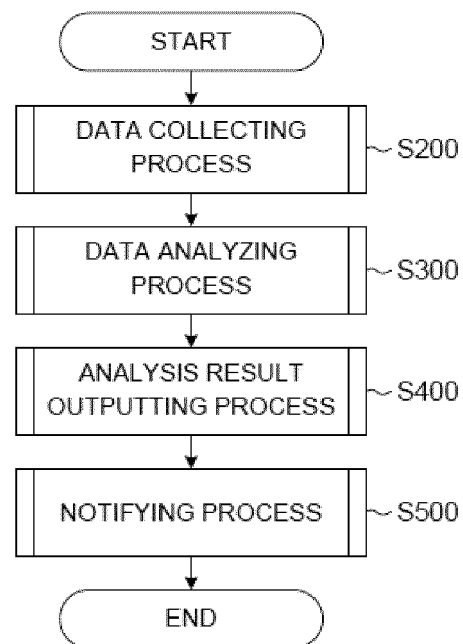 START
DATA COLLECTING
PROCESS
S200
DATA ANALYZING
PROCESS
S300
ANALYSIS RESULT
OUTPUTTING PROCESS
S400
NOTIFYING PROCESS
S500
END